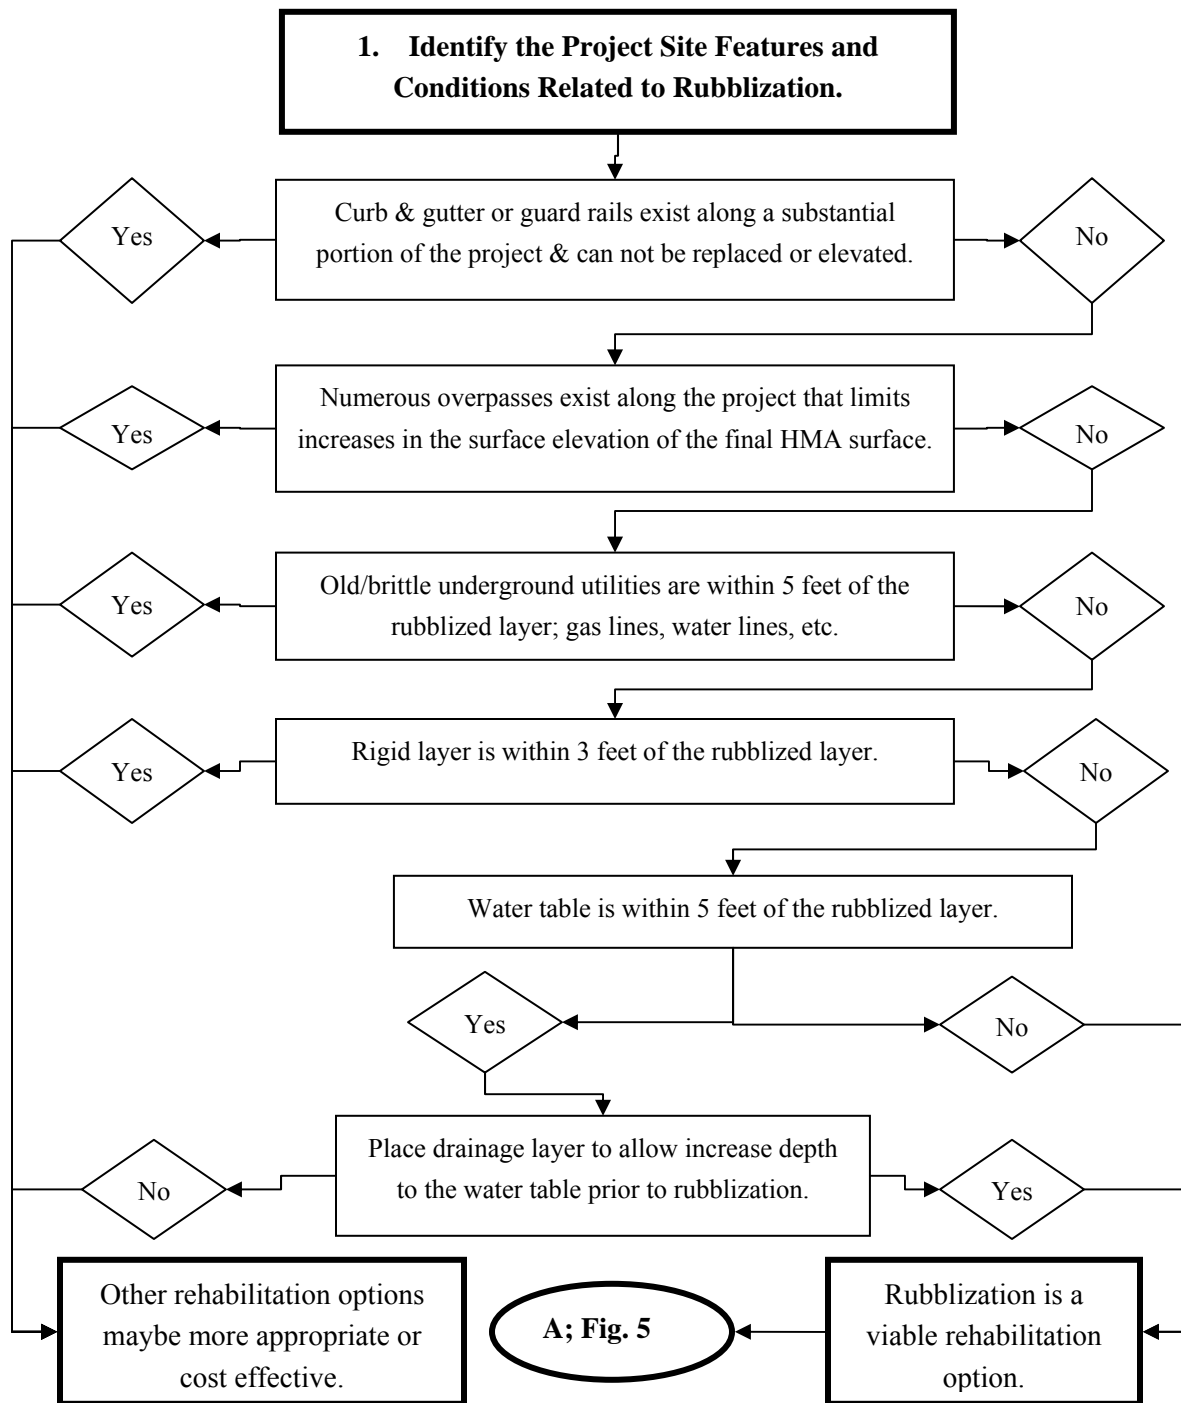 1. Identify the Project Site Features and
Conditions Related to Rubblization.
Curb & gutter or guard rails exist along a substantial
portion of the project & can not be replaced or elevated.
Yes
No
Numerous overpasses exist along the project that limits
increases in the surface elevation of the final HMA surface.
Yes
No
Old/brittle underground utilities are within 5 feet of the
rubblized layer; gas lines, water lines, etc.
Yes
No
Rigid layer is within 3 feet of the rubblized layer.
Yes
No
Water table is within 5 feet of the rubblized layer.
Yes
No
Place drainage layer to allow increase depth
to the water table prior to rubblization.
No
Yes
Other rehabilitation options
maybe more appropriate or
cost effective.
A; Fig. 5
Rubblization is a
viable rehabilitation
option.